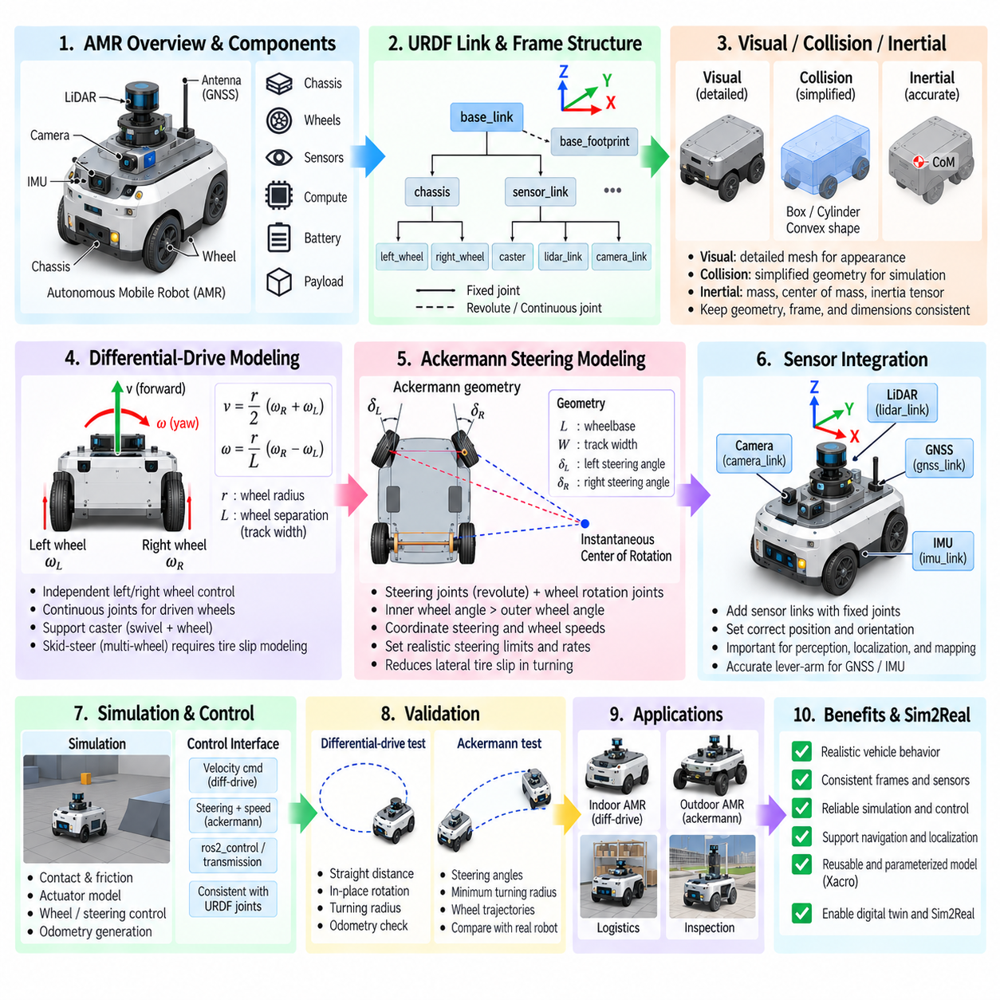 1. AMR Overview & Components
LiDAR
Antenna
(GNSS)
Camera
IMU
Chassis
Wheel
Autonomous Mobile Robot (AMR)
Chassis
Wheels
Sensors
Compute
Battery
Payload
2. URDF Link & Frame Structure
Z
Y
X
base_link
base_footprint
chassis
sensor_link
•••
left_wheel
right_wheel
caster
lidar_link
camera_link
Fixed joint
Revolute / Continuous joint
3. Visual / Collision / Inertial
Visual
(detailed)
Collision
(simplified)
Inertial
(accurate)
CoM
Box / Cylinder
Convex shape
• Visual: detailed mesh for appearance
• Collision: simplified geometry for simulation
• Inertial: mass, center of mass, inertia tensor
• Keep geometry, frame, and dimensions consistent
4. Differential-Drive Modeling
v (forward)
ω (yaw)
Left wheel
ω_L
Right wheel
ω_R
v = r/2 (ω_R + ω_L)
ω = r/L (ω_R − ω_L)
r : wheel radius
L : wheel separation
(track width)
• Independent left/right wheel control
• Continuous joints for driven wheels
• Support caster (swivel + wheel)
• Skid-steer (multi-wheel) requires tire slip modeling
5. Ackermann Steering Modeling
Ackermann geometry
δ_L
δ_R
Geometry
L : wheelbase
W : track width
δ_L : left steering angle
δ_R : right steering angle
Instantaneous
Center of Rotation
• Steering joints (revolute) + wheel rotation joints
• Inner wheel angle > outer wheel angle
• Coordinate steering and wheel speeds
• Set realistic steering limits and rates
• Reduces lateral tire slip in turning
6. Sensor Integration
Z
Y
X
LiDAR
(lidar_link)
Camera
(camera_link)
GNSS
(gnss_link)
IMU
(imu_link)
• Add sensor links with fixed joints
• Set correct position and orientation
• Important for perception, localization, and mapping
• Accurate lever-arm for GNSS / IMU
7. Simulation & Control
Simulation
• Contact & friction
• Actuator model
• Wheel / steering control
• Odometry generation
Control Interface
Velocity cmd
(diff-drive)
Steering + speed
(ackermann)
ros2_control /
transmission
Consistent with
URDF joints
8. Validation
Differential-drive test
• Straight distance
• In-place rotation
• Turning radius
• Odometry check
Ackermann test
• Steering angles
• Minimum turning radius
• Wheel trajectories
• Compare with real robot
9. Applications
Indoor AMR
(diff-drive)
Outdoor AMR
(ackermann)
Logistics
Inspection
10. Benefits & Sim2Real
Realistic vehicle behavior
Consistent frames and sensors
Reliable simulation and control
Support navigation and localization
Reusable and parameterized model
(Xacro)
Enable digital twin and Sim2Real